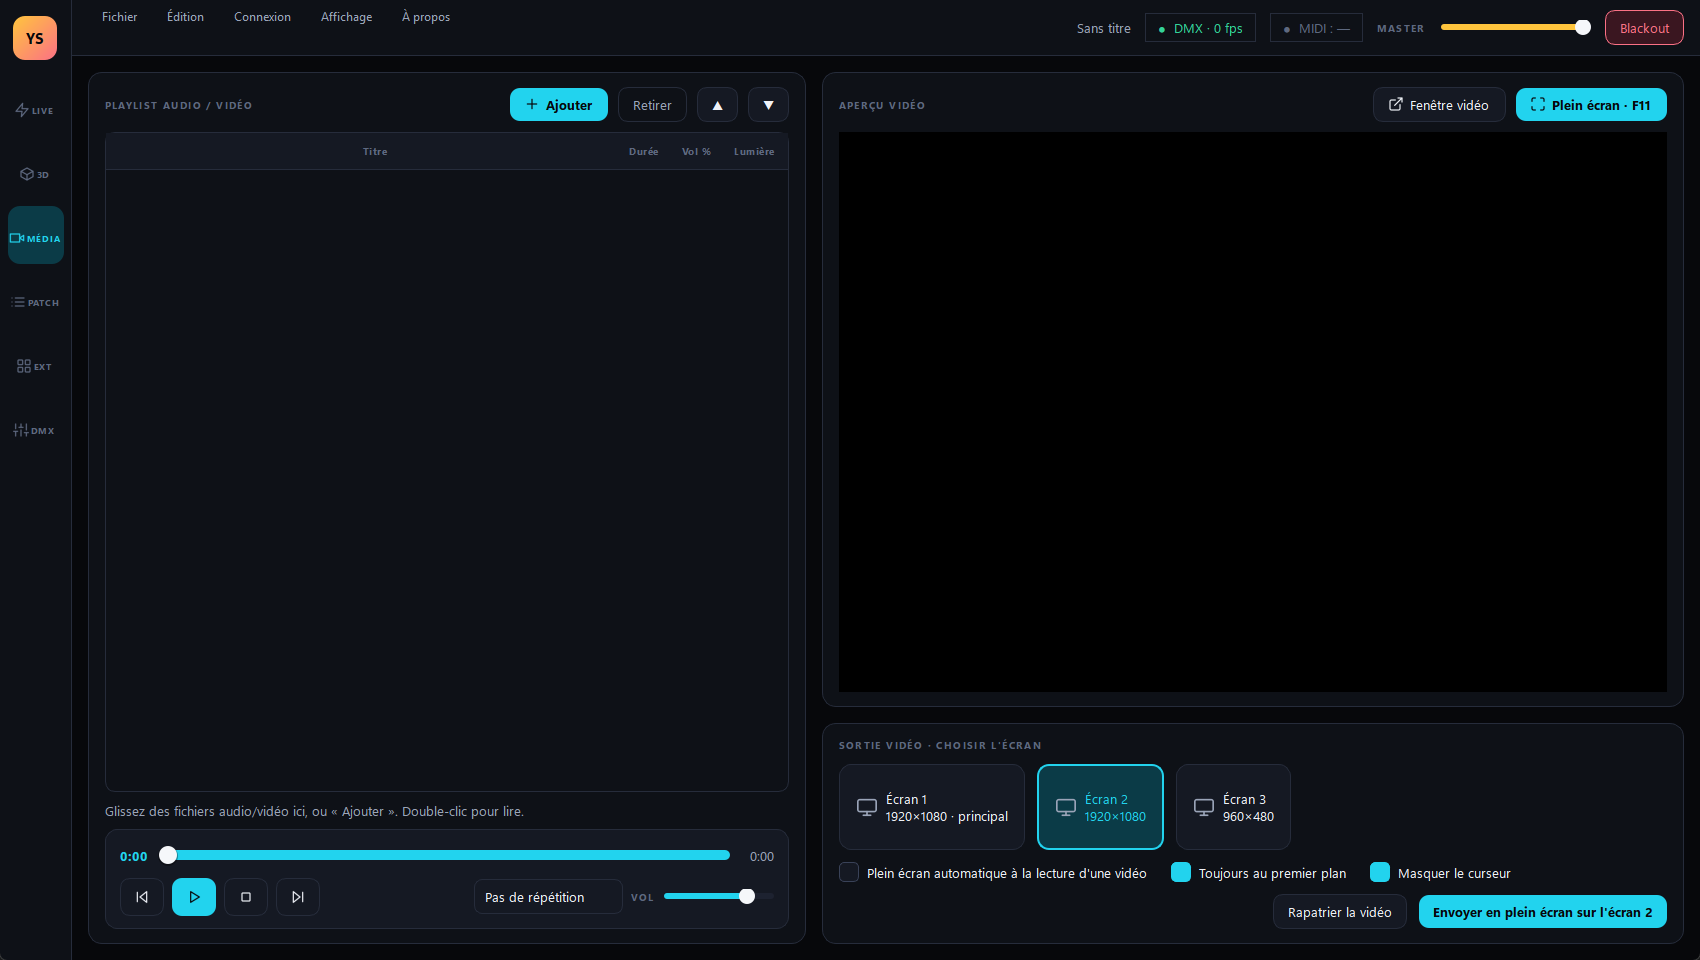 YS
Fichier Édition Connexion Affichage À propos
Sans titre
● DMX · 0 fps
● MIDI : —
MASTER
Blackout
LIVE
3D
MÉDIA
PATCH
EXT
DMX
PLAYLIST AUDIO / VIDÉO
+ Ajouter
Retirer
▲
▼
Titre Durée Vol % Lumière
Glissez des fichiers audio/vidéo ici, ou « Ajouter ». Double-clic pour lire.
0:00
0:00
Pas de répétition
VOL
APERÇU VIDÉO
Fenêtre vidéo
Plein écran · F11
SORTIE VIDÉO · CHOISIR L'ÉCRAN
Écran 1
1920×1080 · principal
Écran 2
1920×1080
Écran 3
960×480
Plein écran automatique à la lecture d'une vidéo
Toujours au premier plan
Masquer le curseur
Rapatrier la vidéo
Envoyer en plein écran sur l'écran 2